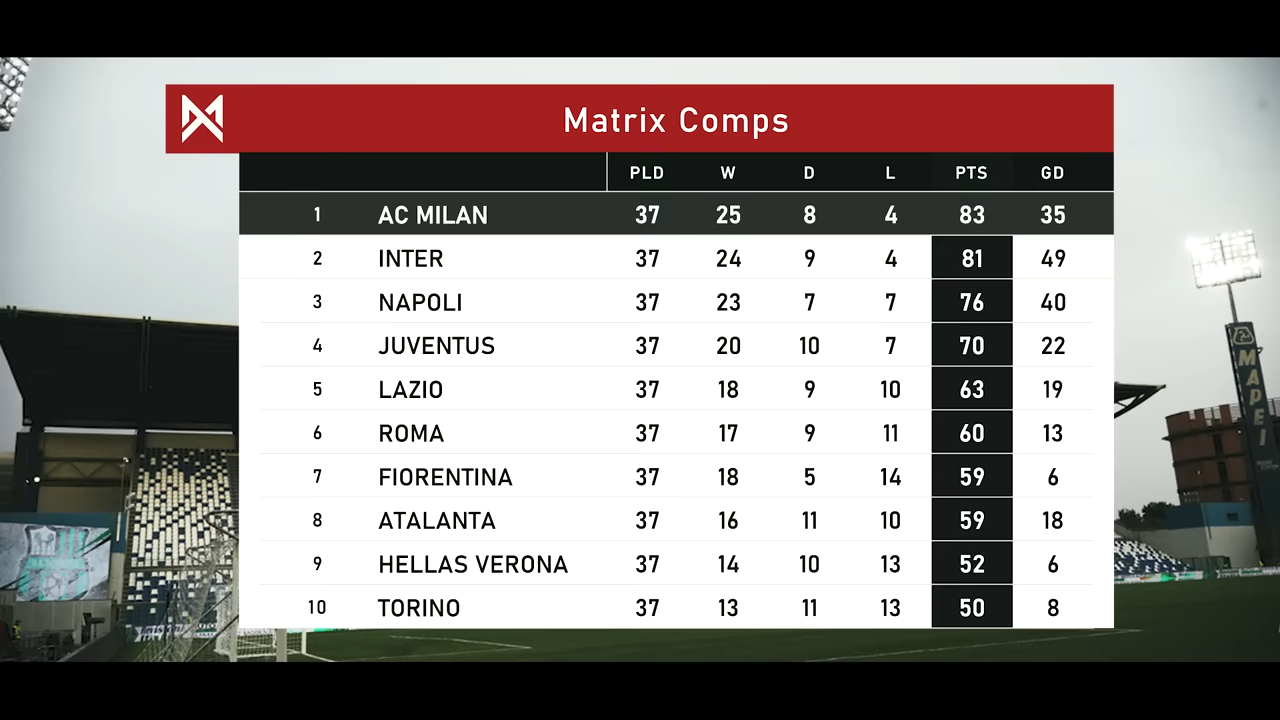 Matrix Comps
PLD W D L PTS GD
1 AC MILAN 37 25 8 4 83 35
2 INTER 37 24 9 4 81 49
3 NAPOLI 37 23 7 7 76 40
4 JUVENTUS 37 20 10 7 70 22
5 LAZIO 37 18 9 10 63 19
6 ROMA 37 17 9 11 60 13
7 FIORENTINA 37 18 5 14 59 6
8 ATALANTA 37 16 11 10 59 18
9 HELLAS VERONA 37 14 10 13 52 6
10 TORINO 37 13 11 13 50 8
MAPEI